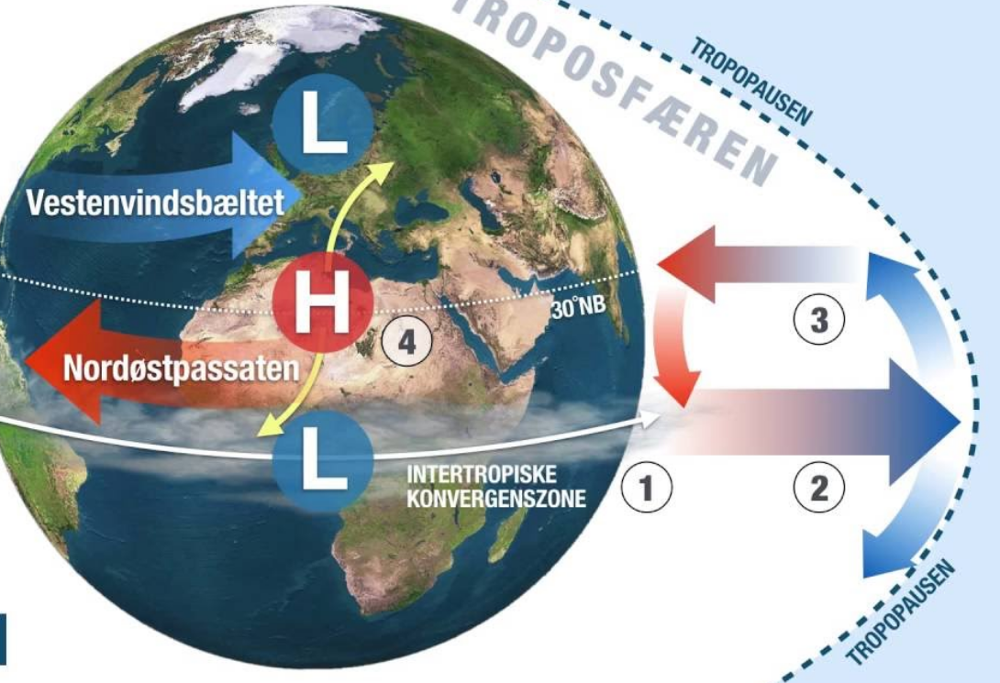 TROPOSFÆREN
TROPOPAUSEN
L
Vestenvindsbæltet
H
30°NB
3
4
Nordøstpassaten
L
INTERTROPISKE
KONVERGENSZONE
1
2
TROPOPAUSEN